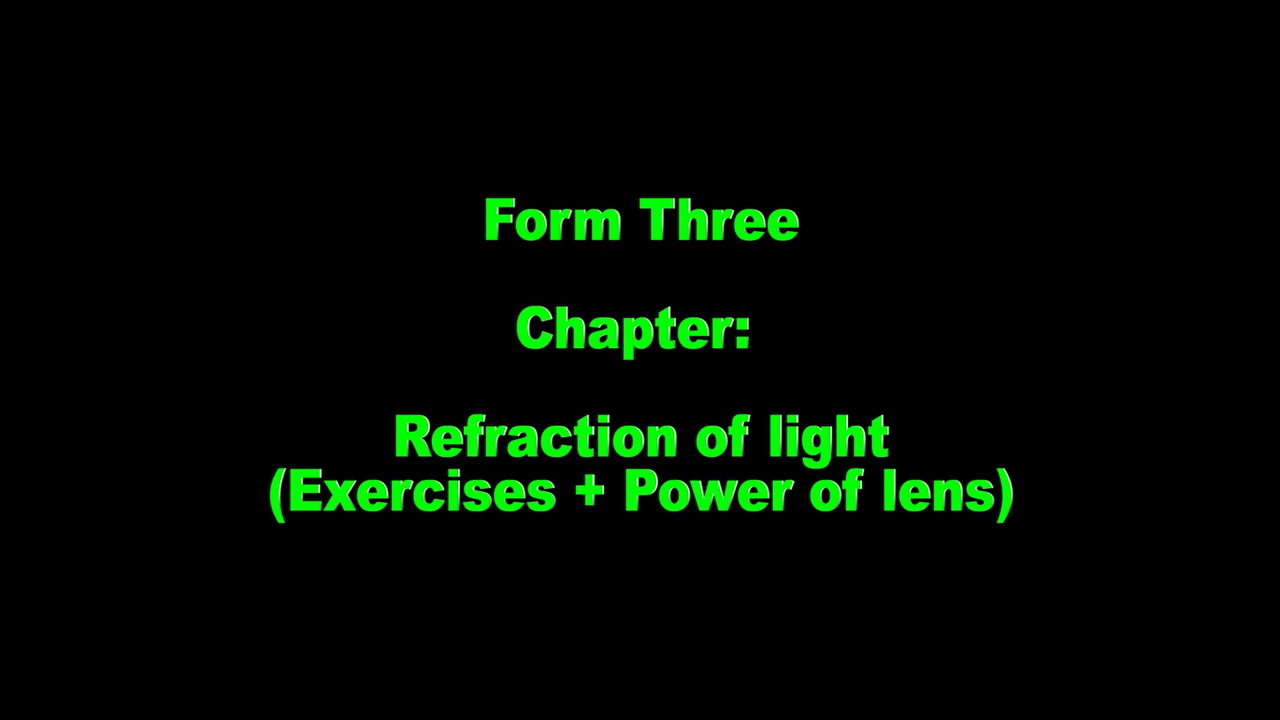 Form Three
Chapter:
Refraction of light
(Exercises + Power of lens)